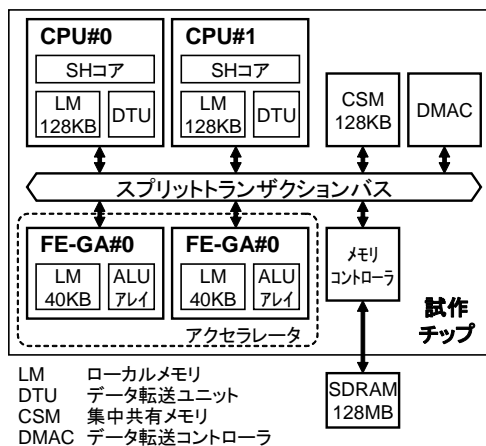 CPU#0
SHコア
LM
128KB
DTU
CPU#1
SHコア
LM
128KB
DTU
CSM
128KB
DMAC
スプリットトランザクションバス
FE-GA#0
LM
40KB
ALU
アレイ
FE-GA#0
LM
40KB
ALU
アレイ
アクセラレータ
メモリ
コントローラ
試作
チップ
SDRAM
128MB
LM ローカルメモリ
DTU データ転送ユニット
CSM 集中共有メモリ
DMAC データ転送コントローラ